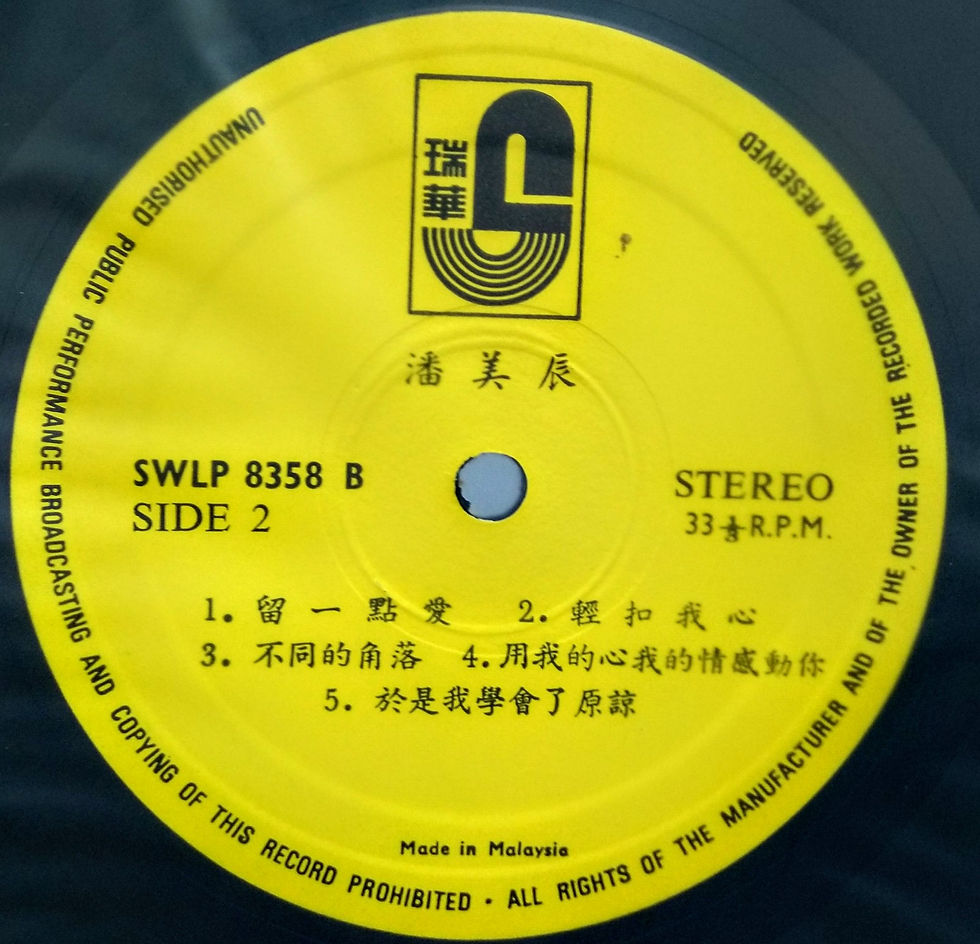 瑞華
潘美辰
SWLP 8358 B
SIDE 2
STEREO
33 1/3 R.P.M.
1. 留一點愛 2. 輕扣我心
3. 不同的角落 4. 用我的心我的情感動你
5. 於是我學會了原諒
Made in Malaysia
UNAUTHORISED PUBLIC PERFORMANCE BROADCASTING AND COPYING OF THIS RECORD PROHIBITED · ALL RIGHTS OF THE MANUFACTURER AND OF THE OWNER OF THE RECORDED WORK RESERVED